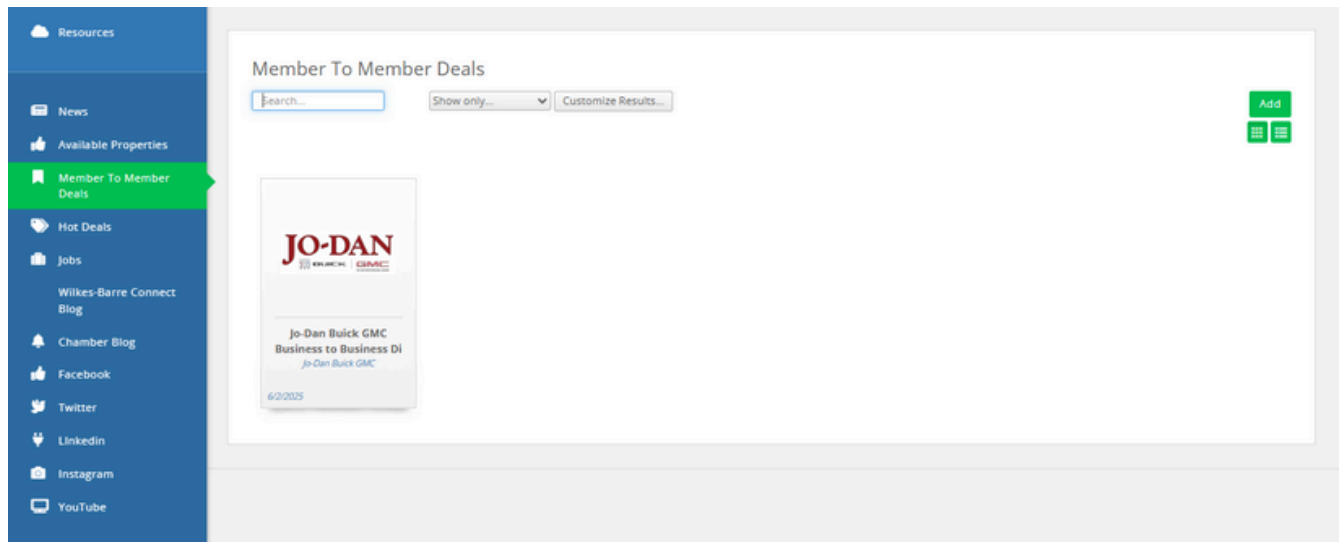 Resources
News
Available Properties
Member To Member
Deals
Hot Deals
Jobs
Wilkes-Barre Connect
Blog
Chamber Blog
Facebook
Twitter
Linkedin
Instagram
YouTube
Member To Member Deals
Search...
Show only...
Customize Results...
Add
JO-DAN
BUICK GMC
Jo-Dan Buick GMC
Business to Business Di
Jo-Dan Buick GMC
6/2/2025